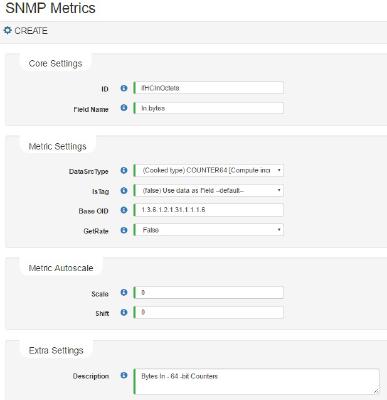 SNMP Metrics
CREATE
Core Settings
ID ifHCInOctets
Field Name In.bytes
Metric Settings
DataSrcType (Cooked type) COUNTER64 [Compute incr
IsTag (false) Use data as Field --default--
Base OID 1.3.6.1.2.1.31.1.1.1.6
GetRate False
Metric Autoscale
Scale 0
Shift 0
Extra Settings
Description Bytes In - 64 -bit Counters